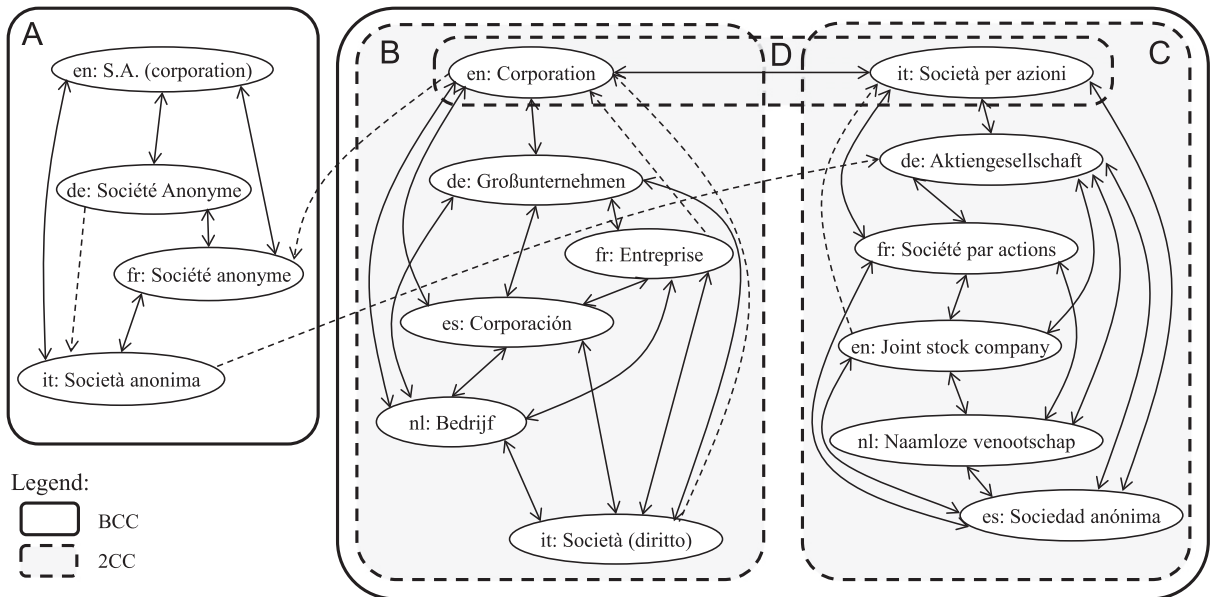 A
en: S.A. (corporation)
de: Société Anonyme
fr: Société anonyme
it: Società anonima
B
en: Corporation
de: Großunternehmen
fr: Entreprise
es: Corporación
nl: Bedrijf
it: Società (diritto)
D
C
it: Società per azioni
de: Aktiengesellschaft
fr: Société par actions
en: Joint stock company
nl: Naamloze venootschap
es: Sociedad anónima
Legend:
BCC
2CC